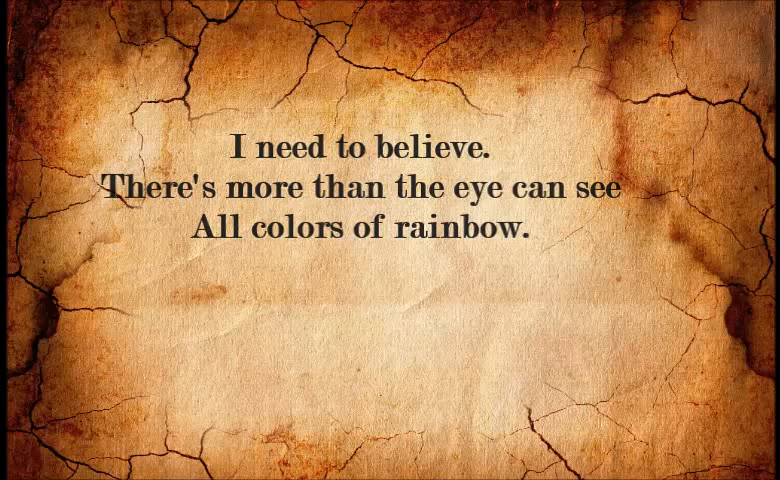 I need to believe.
There's more than the eye can see
All colors of rainbow.